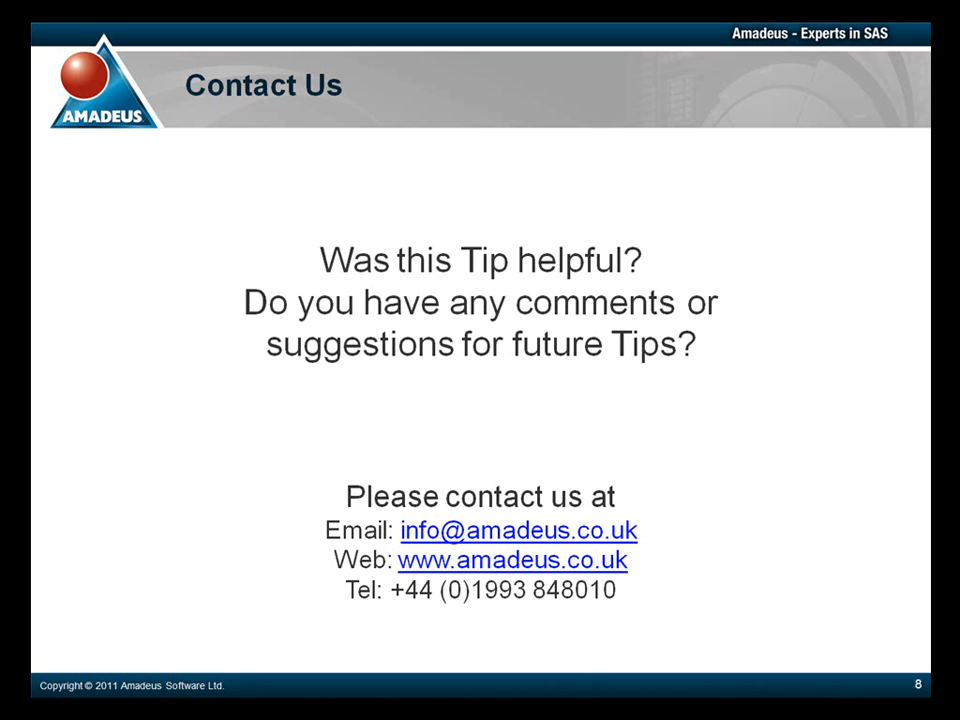 Amadeus - Experts in SAS
AMADEUS
Contact Us
Was this Tip helpful?
Do you have any comments or
suggestions for future Tips?
Please contact us at
Email: info@amadeus.co.uk
Web: www.amadeus.co.uk
Tel: +44 (0)1993 848010
Copyright © 2011 Amadeus Software Ltd.
8